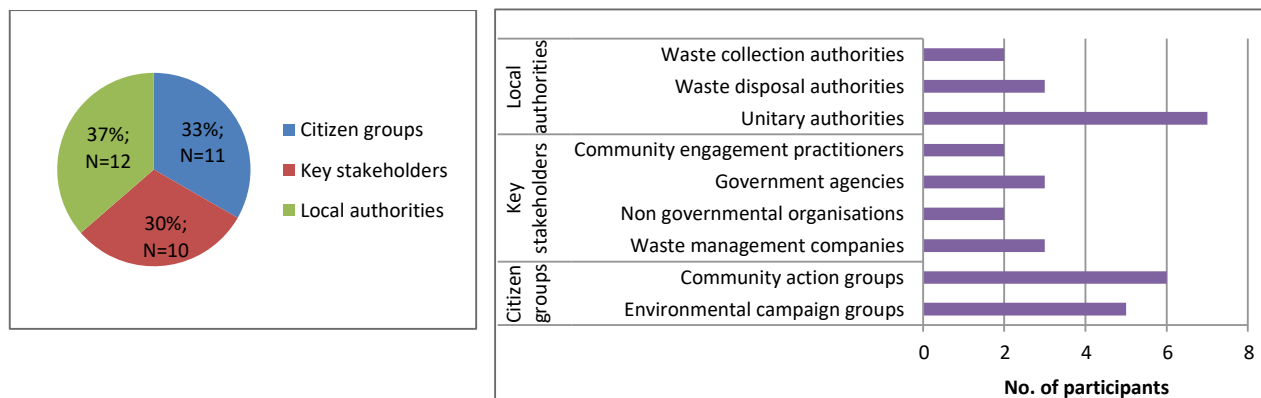 37%;
N=12
33%;
N=11
30%;
N=10
Citizen groups
Key stakeholders
Local authorities
Local
authorities
Waste collection authorities
Waste disposal authorities
Unitary authorities
Key
stakeholders
Community engagement practitioners
Government agencies
Non governmental organisations
Waste management companies
Citizen
groups
Community action groups
Environmental campaign groups
0 2 4 6 8
No. of participants